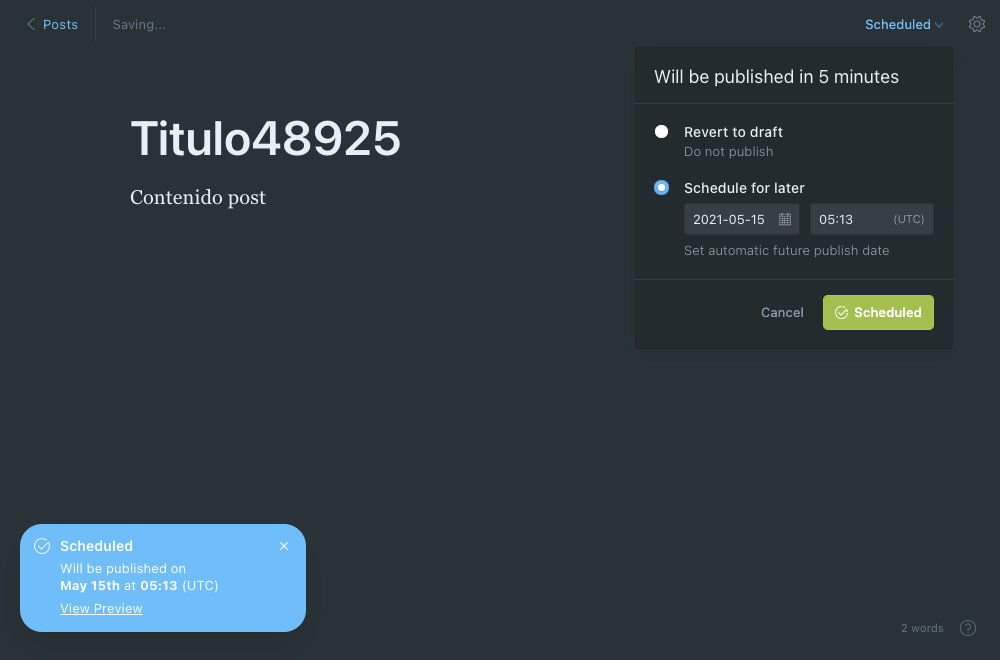 Posts
Saving...
Scheduled
Will be published in 5 minutes
Titulo48925
Contenido post
Revert to draft
Do not publish
Schedule for later
2021-05-15
05:13 (UTC)
Set automatic future publish date
Cancel
Scheduled
Scheduled
Will be published on
May 15th at 05:13 (UTC)
View Preview
2 words
?